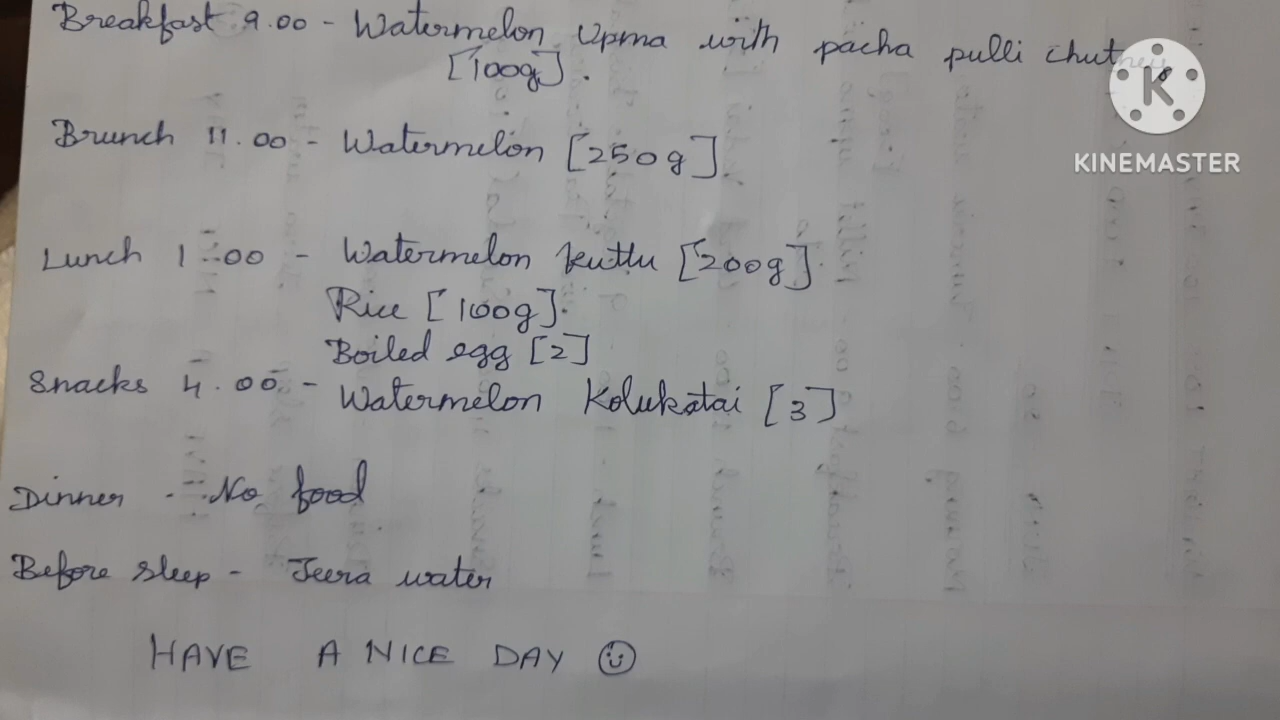 Breakfast 9.00 - Watermelon Upma with pacha pulli chutney
[100g].
Brunch 11.00 - Watermelon [250g]
Lunch 1.00 - Watermelon kuttu [200g].
Rice [100g].
Boiled egg [2]
Snacks 4.00 - Watermelon Kolukatai [3]
Dinner - No food
Before sleep - Jeera water
HAVE A NICE DAY ☺
K
KINEMASTER